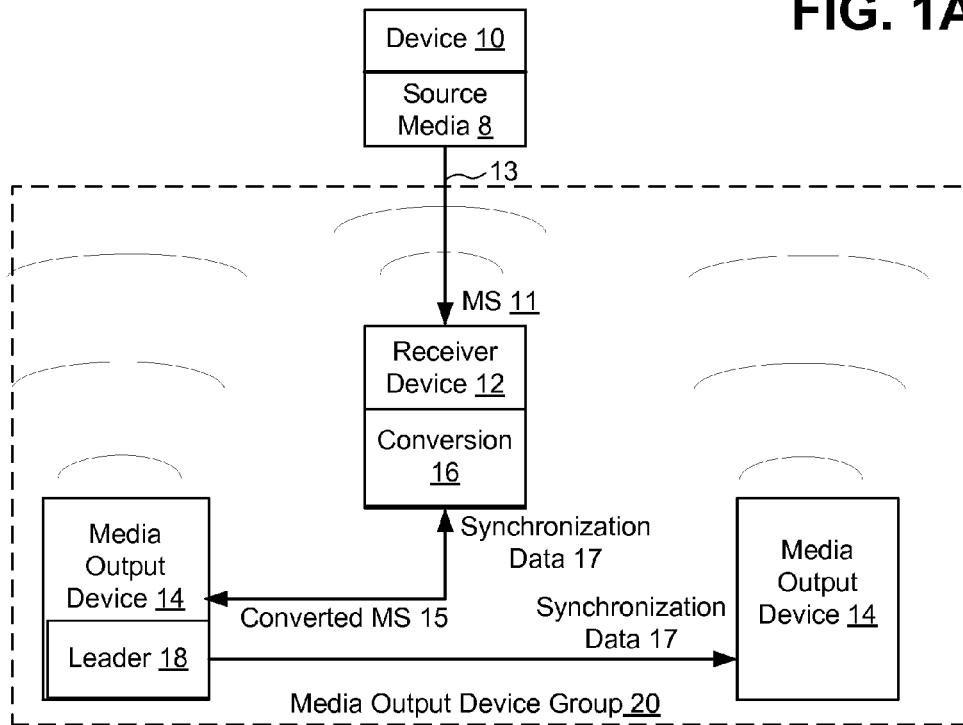 FIG. 1A
Device 10
Source
Media 8
13
MS 11
Receiver
Device 12
Conversion
16
Media
Output
Device 14
Leader 18
Converted MS 15
Synchronization
Data 17
Synchronization
Data 17
Media
Output
Device 14
Media Output Device Group 20